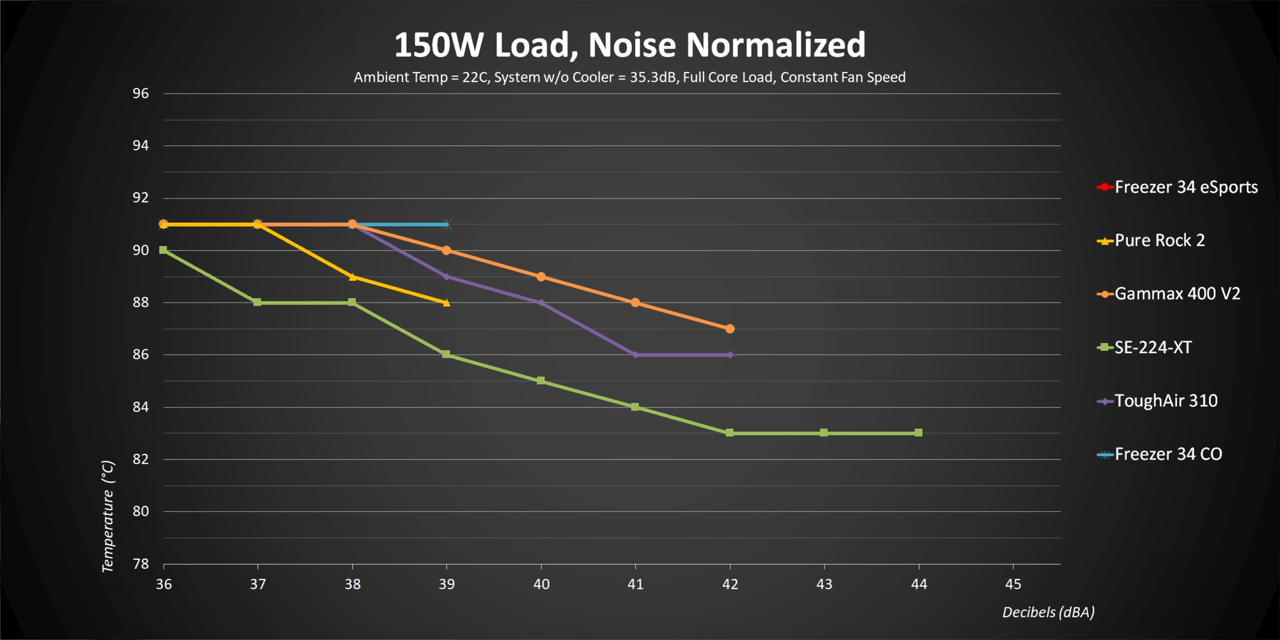 150W Load, Noise Normalized
Ambient Temp = 22C, System w/o Cooler = 35.3dB, Full Core Load, Constant Fan Speed
96
94
92
90
88
86
84
82
80
78
Temperature (°C)
36 37 38 39 40 41 42 43 44 45
Decibels (dBA)
Freezer 34 eSports
Pure Rock 2
Gammax 400 V2
SE-224-XT
ToughAir 310
Freezer 34 CO